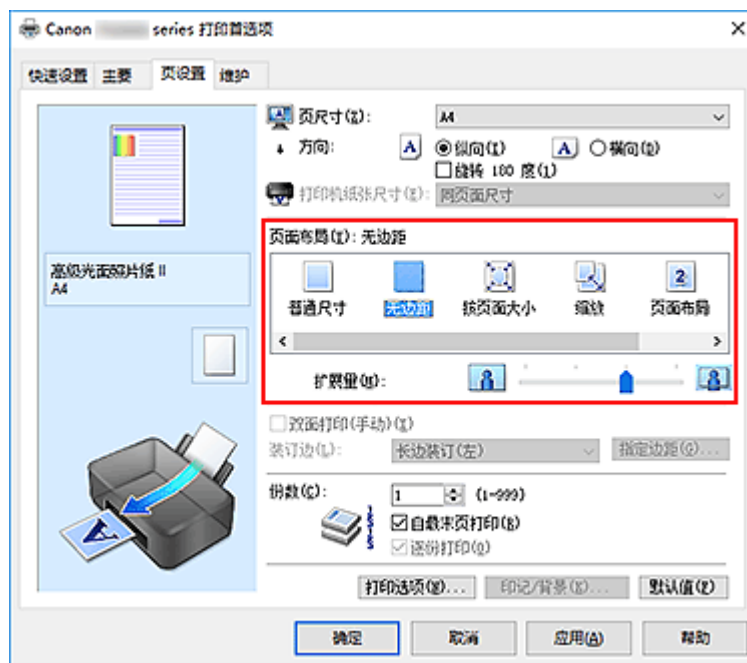 Canon series 打印首选项
快速设置 主要 页设置 维护
页尺寸(Z): A4
方向: A 纵向(I) A 横向(D)
旋转 180 度(1)
打印机纸张尺寸(E): 同页面尺寸
页面布局(X): 无边距
普通尺寸 无边距 按页面大小 缩放 页面布局
扩展量(M):
高级光面照片纸 II
A4
双面打印(手动)(X)
装订边(L): 长边装订(左) 指定边距(G)...
份数(C): 1 (1-999)
自最末页打印(B)
逐份打印(O)
打印选项(W)... 印记/背景(K)... 默认值(F)
确定 取消 应用(A) 帮助